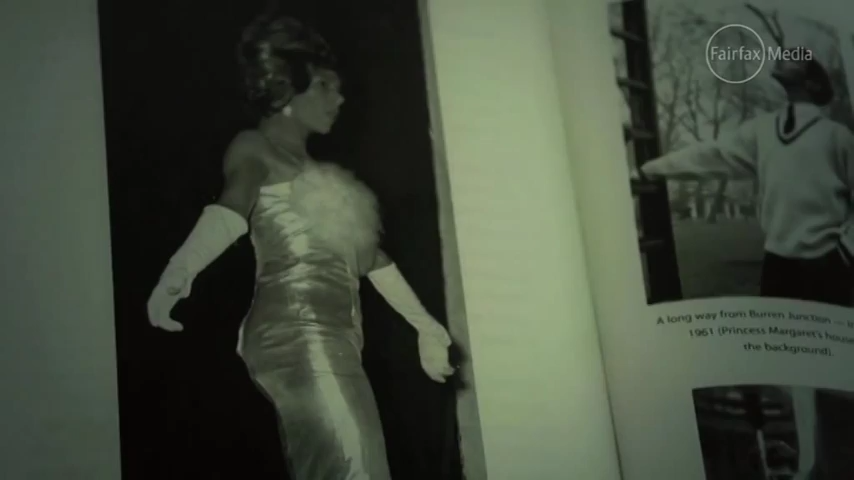 Fairfax Media
A long way from Burren Junction —
1961 (Princess Margaret's house
the background).